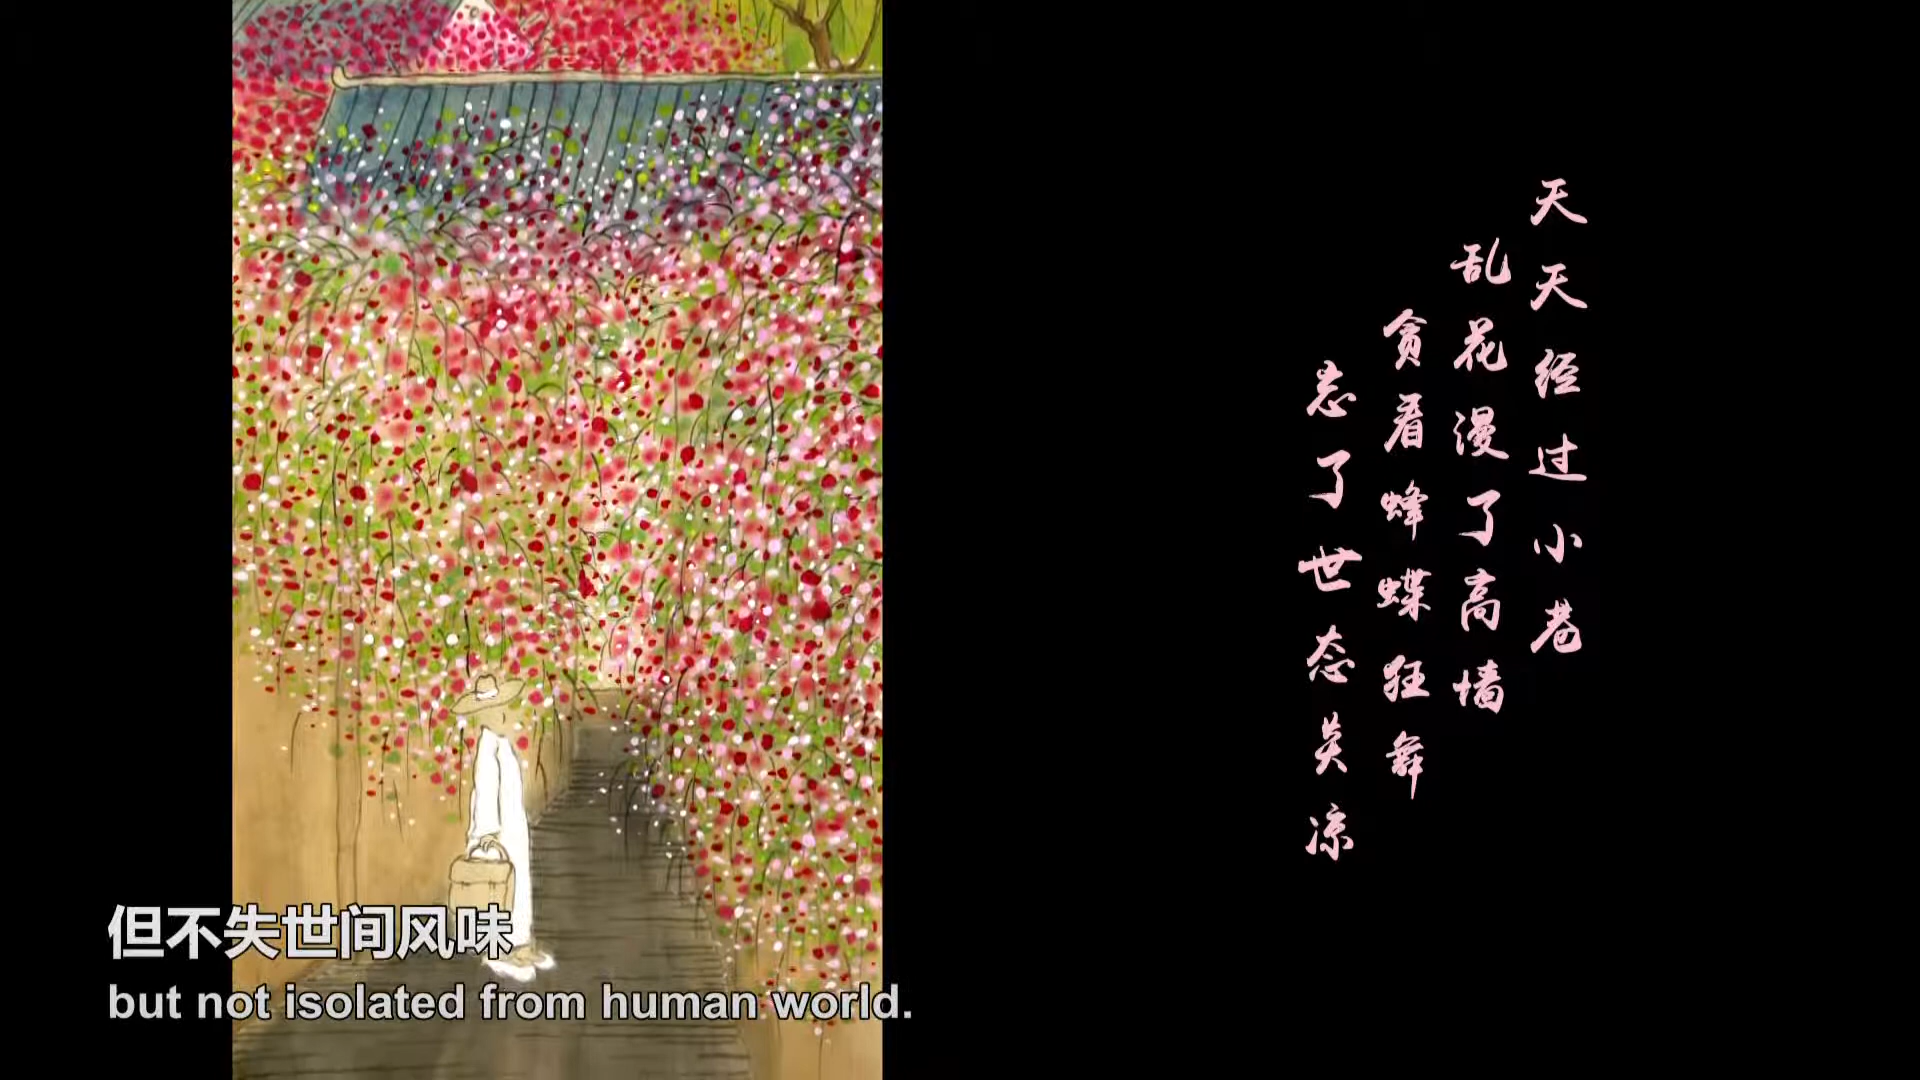 天天经过小巷
乱花漫了高墙
贪看蜂蝶狂舞
忘了世态炎凉
但不失世间风味
but not isolated from human world.